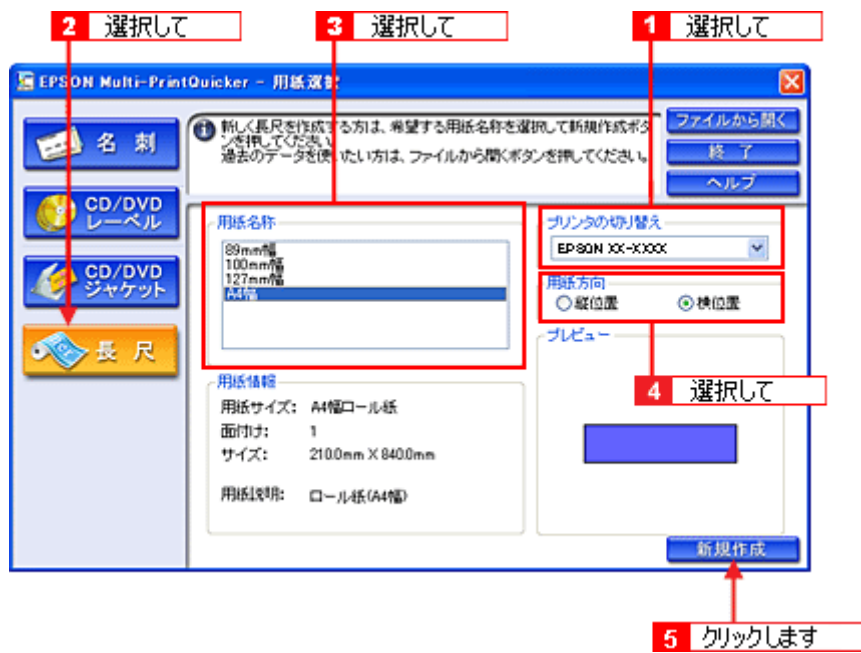 2 選択して
3 選択して
1 選択して
EPSON Multi-PrintQuicker - 用紙選択
名 刺
CD/DVD
レーベル
CD/DVD
ジャケット
長 尺
新しく長尺を作成する方は、希望する用紙名称を選択して新規作成ボタ
ンを押してください。
過去のデータを使いたい方は、ファイルから開くボタンを押してください。
ファイルから開く
終 了
ヘルプ
用紙名称
89mm幅
100mm幅
127mm幅
A4幅
プリンタの切り替え
EPSON XX-XXXX
用紙方向
縦位置
横位置
プレビュー
4 選択して
用紙情報
用紙サイズ: A4幅ロール紙
面付け: 1
サイズ: 210.0mm X 840.0mm
用紙説明: ロール紙(A4幅)
新規作成
5 クリックします